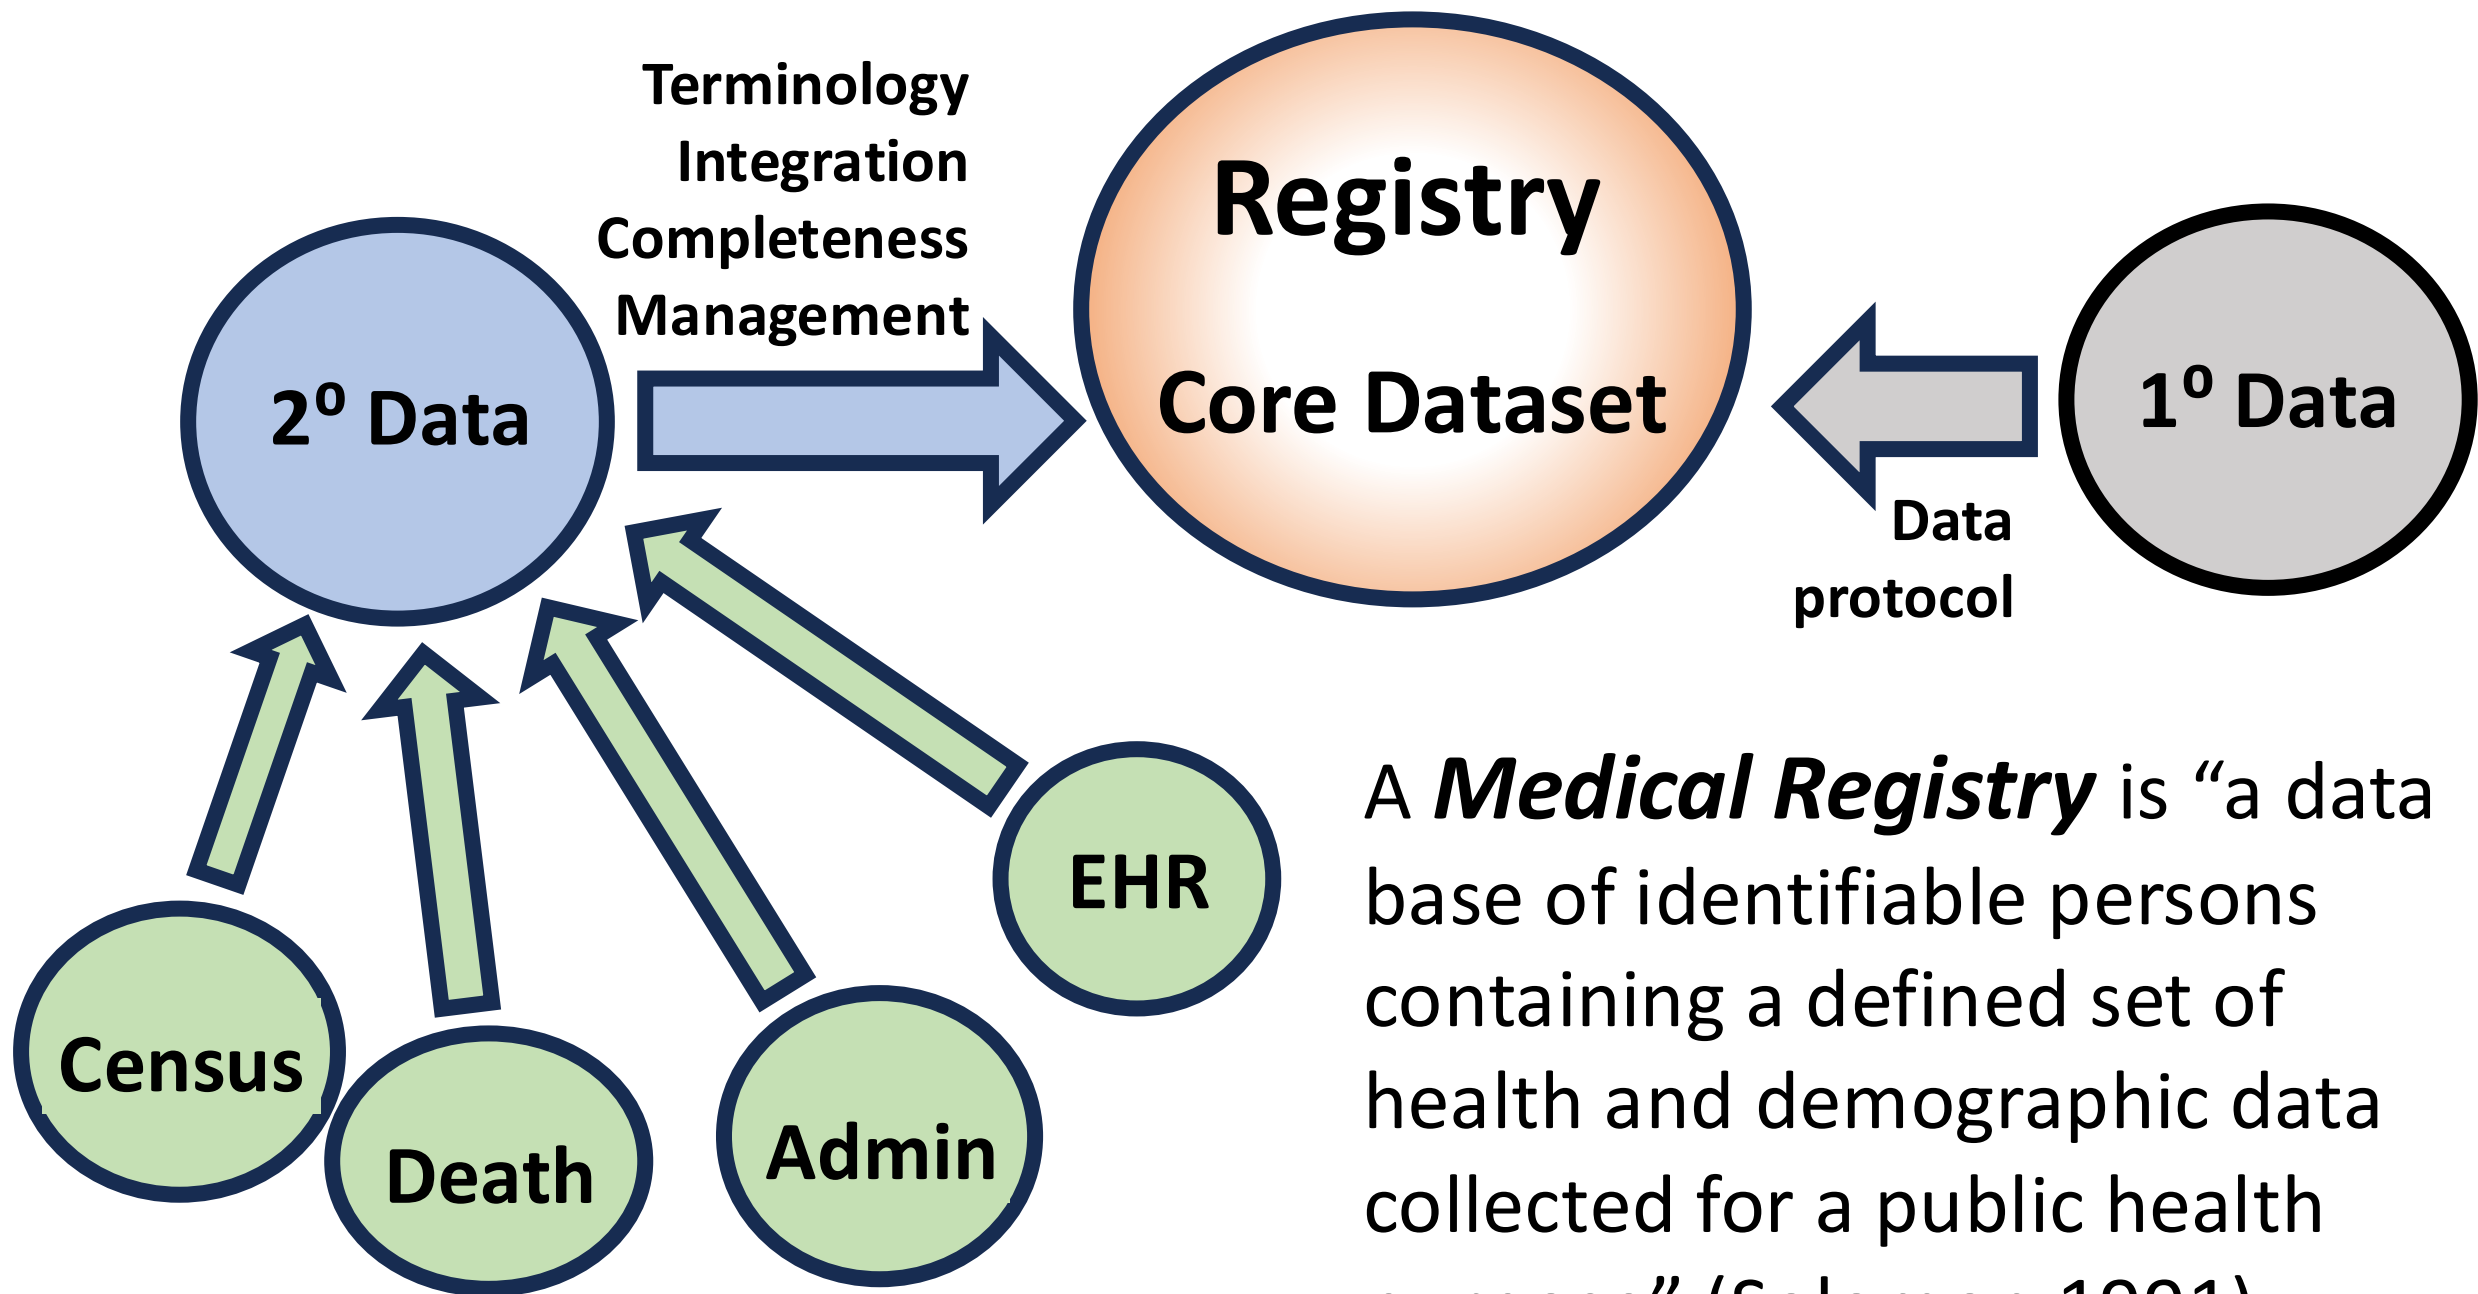 Terminology
Integration
Completeness
Management
Registry
Core Dataset
2⁰ Data
1⁰ Data
Data
protocol
EHR
Census
Death
Admin
A Medical Registry is “a data
base of identifiable persons
containing a defined set of
health and demographic data
collected for a public health